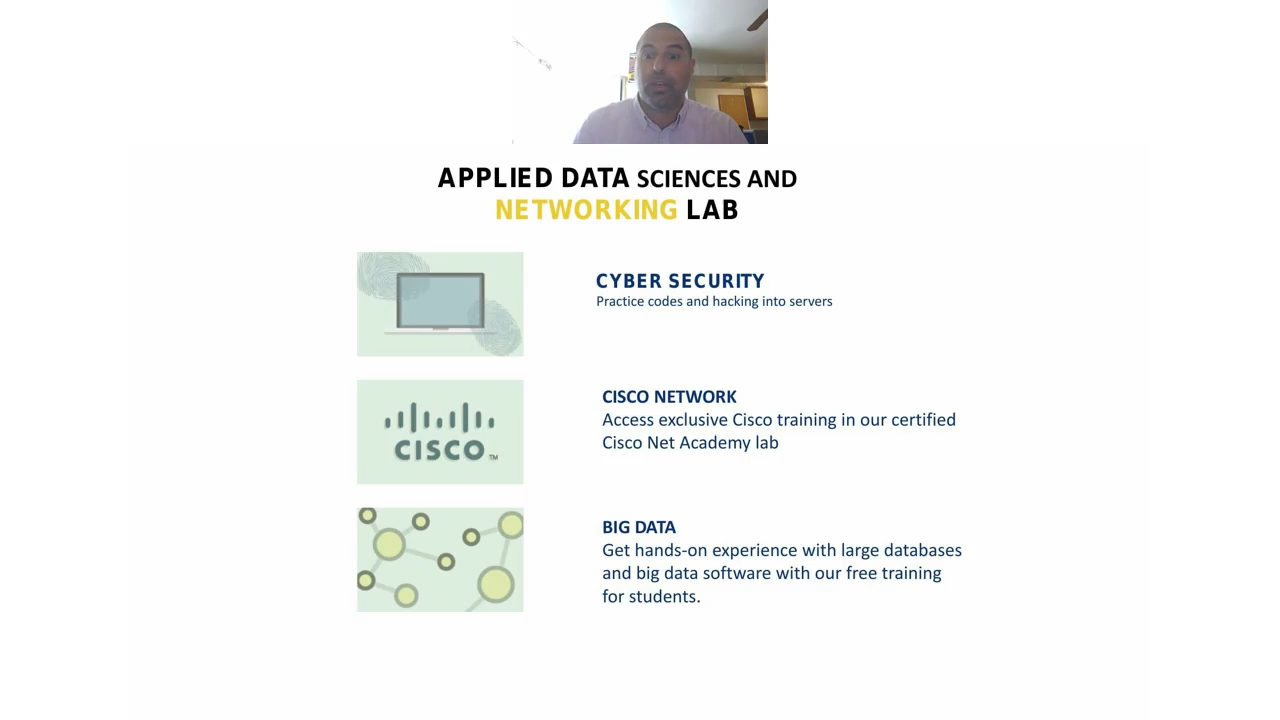 APPLIED DATA SCIENCES AND
NETWORKING LAB
CYBER SECURITY
Practice codes and hacking into servers
CISCO
TM
CISCO NETWORK
Access exclusive Cisco training in our certified
Cisco Net Academy lab
BIG DATA
Get hands-on experience with large databases
and big data software with our free training
for students.